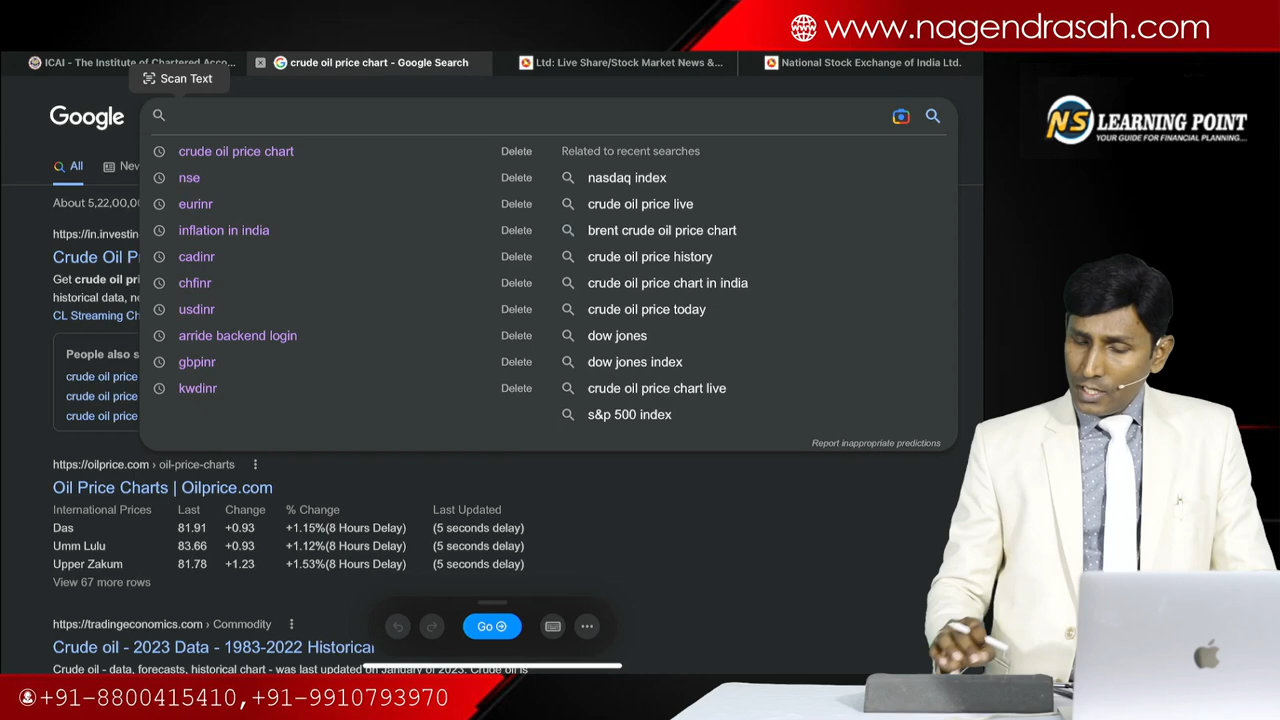 www.nagendrasah.com
ICAI - The Institute of Chartered Acco...
crude oil price chart - Google Search
Ltd: Live Share/Stock Market News &...
National Stock Exchange of India Ltd.
Scan Text
Google
NS LEARNING POINT
YOUR GUIDE FOR FINANCIAL PLANNING....
All
New
crude oil price chart Delete
nse Delete
eurinr Delete
inflation in india Delete
cadinr Delete
chfinr Delete
usdinr Delete
arride backend login Delete
gbpinr Delete
kwdinr Delete
Related to recent searches
nasdaq index
crude oil price live
brent crude oil price chart
crude oil price history
crude oil price chart in india
crude oil price today
dow jones
dow jones index
crude oil price chart live
s&p 500 index
Report inappropriate predictions
About 5,22,00,00
https://in.investin
Crude Oil P
Get crude oil pri
historical data, ne
CL Streaming Ch
People also s
crude oil price
crude oil price
crude oil price
https://oilprice.com › oil-price-charts
Oil Price Charts | Oilprice.com
International Prices Last Change % Change Last Updated
Das 81.91 +0.93 +1.15%(8 Hours Delay) (5 seconds delay)
Umm Lulu 83.66 +0.93 +1.12%(8 Hours Delay) (5 seconds delay)
Upper Zakum 81.78 +1.23 +1.53%(8 Hours Delay) (5 seconds delay)
View 67 more rows
Go
https://tradingeconomics.com › Commodity
Crude oil - 2023 Data - 1983-2022 Historical
Crude oil - data, forecasts, historical chart - was last updated on January of 2023. Crude oil is
+91-8800415410,+91-9910793970